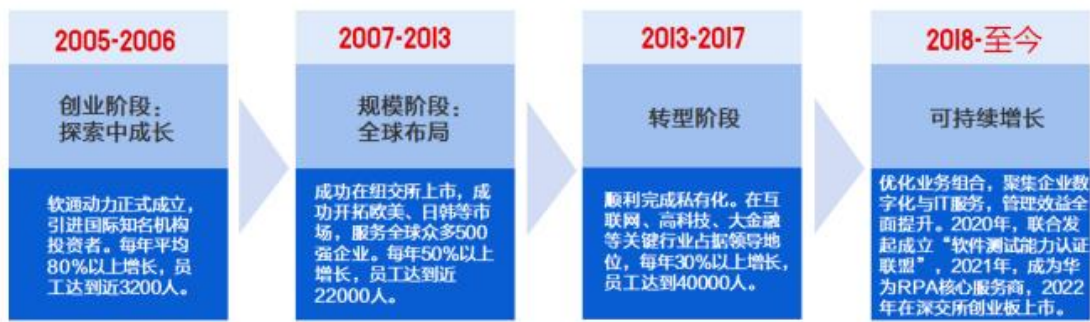 2005-2006
创业阶段：
探索中成长
软通动力正式成立，
引进国际知名机构
投资者。每年平均
80%以上增长，员
工达到近3200人。
2007-2013
规模阶段：
全球布局
成功在纽交所上市，成
功开拓欧美、日韩等市
场，服务全球众多500
强企业。每年50%以上
增长，员工达到近
22000人。
2013-2017
转型阶段
顺利完成私有化。在互
联网、高科技、大金融
等关键行业占据领导地
位，每年30%以上增长，
员工达到40000人。
2018-至今
可持续增长
优化业务组合，聚集企业数
字化与IT服务，管理效益全
面提升。2020年，联合发
起成立“软件测试能力认证
联盟”，2021年，成为华
为RPA核心服务商，2022
年在深交所创业板上市。